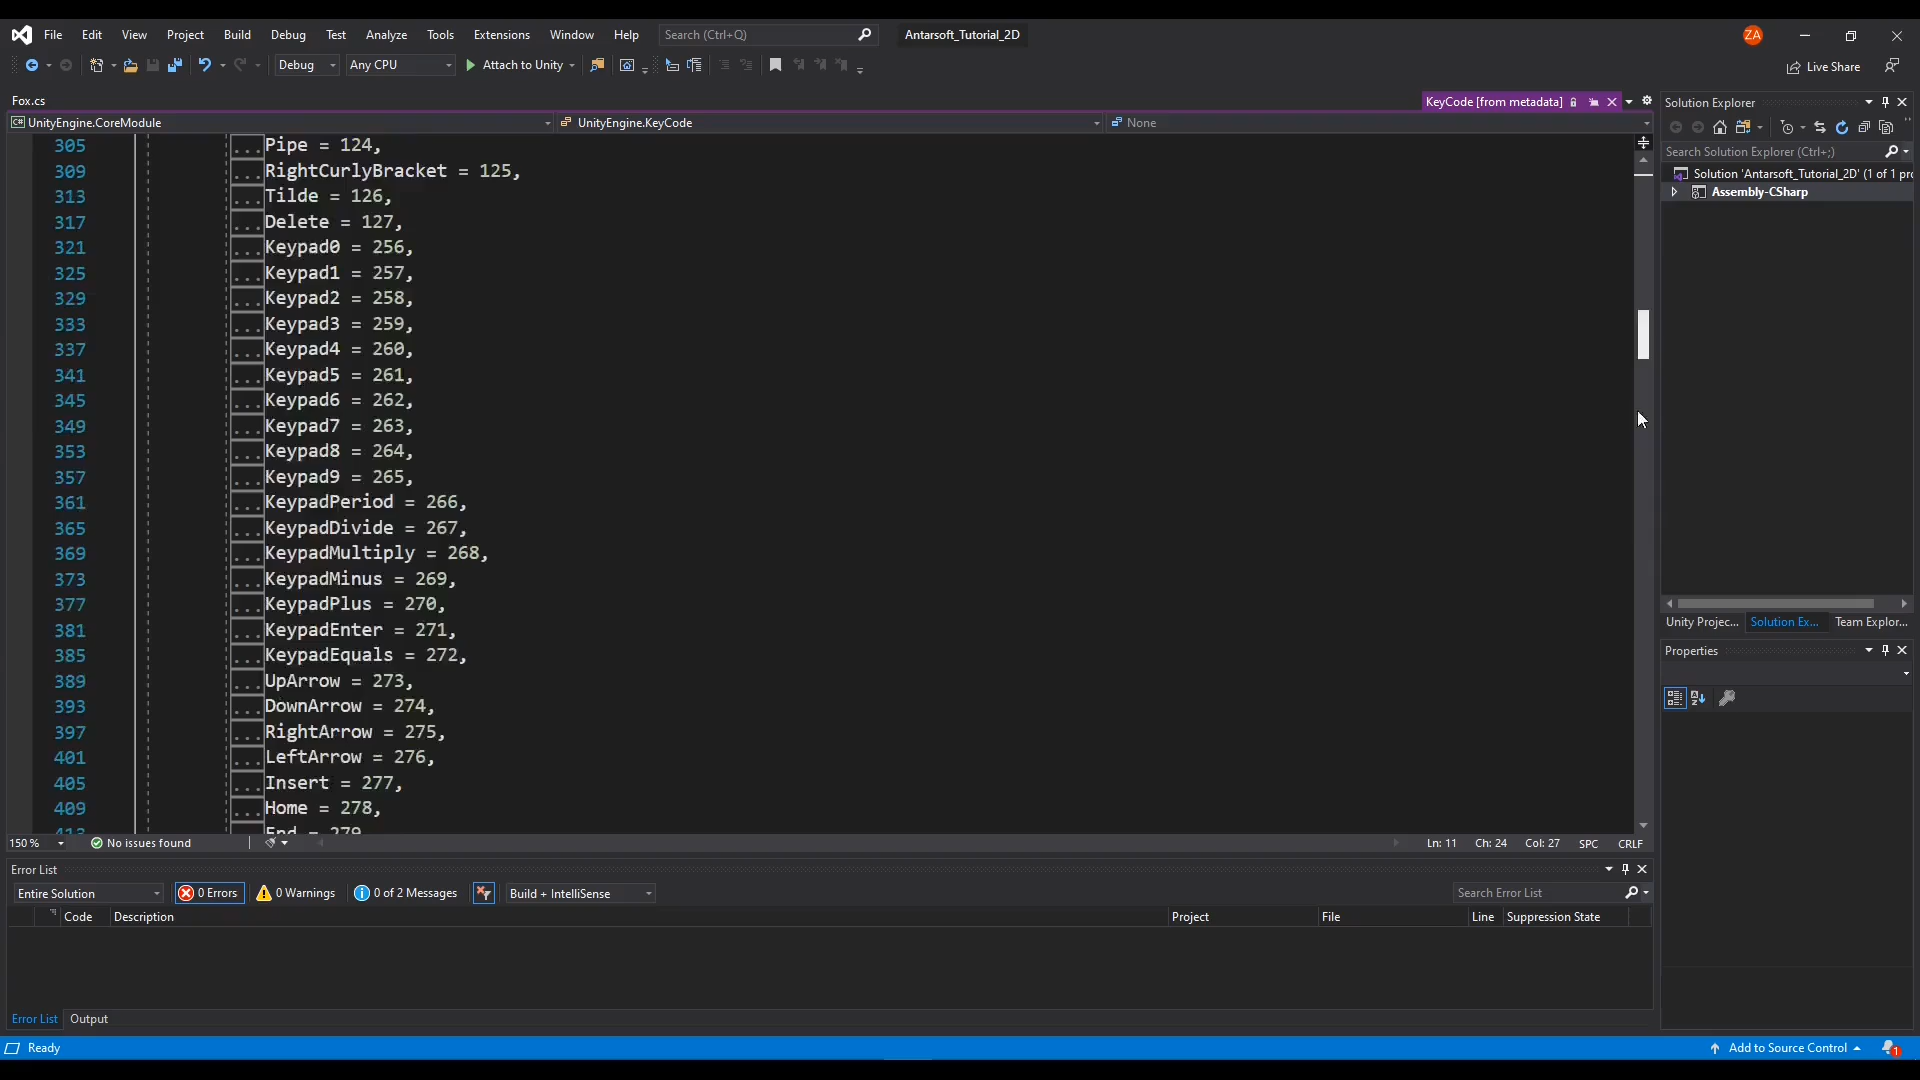 File Edit View Project Build Debug Test Analyze Tools Extensions Window Help Search (Ctrl+Q) Antarsoft_Tutorial_2D ZA
Debug Any CPU Attach to Unity Live Share
Fox.cs KeyCode [from metadata]
C# UnityEngine.CoreModule UnityEngine.KeyCode None
305 ...Pipe = 124,
309 ...RightCurlyBracket = 125,
313 ...Tilde = 126,
317 ...Delete = 127,
321 ...Keypad0 = 256,
325 ...Keypad1 = 257,
329 ...Keypad2 = 258,
333 ...Keypad3 = 259,
337 ...Keypad4 = 260,
341 ...Keypad5 = 261,
345 ...Keypad6 = 262,
349 ...Keypad7 = 263,
353 ...Keypad8 = 264,
357 ...Keypad9 = 265,
361 ...KeypadPeriod = 266,
365 ...KeypadDivide = 267,
369 ...KeypadMultiply = 268,
373 ...KeypadMinus = 269,
377 ...KeypadPlus = 270,
381 ...KeypadEnter = 271,
385 ...KeypadEquals = 272,
389 ...UpArrow = 273,
393 ...DownArrow = 274,
397 ...RightArrow = 275,
401 ...LeftArrow = 276,
405 ...Insert = 277,
409 ...Home = 278,
413 End = 279
150 % No issues found Ln: 11 Ch: 24 Col: 27 SPC CRLF
Solution Explorer
Search Solution Explorer (Ctrl+;)
Solution 'Antarsoft_Tutorial_2D' (1 of 1 pro
Assembly-CSharp
Unity Projec... Solution Ex... Team Explor...
Properties
Error List
Entire Solution 0 Errors 0 Warnings 0 of 2 Messages Build + IntelliSense Search Error List
Code Description Project File Line Suppression State
Error List Output
Ready Add to Source Control 1